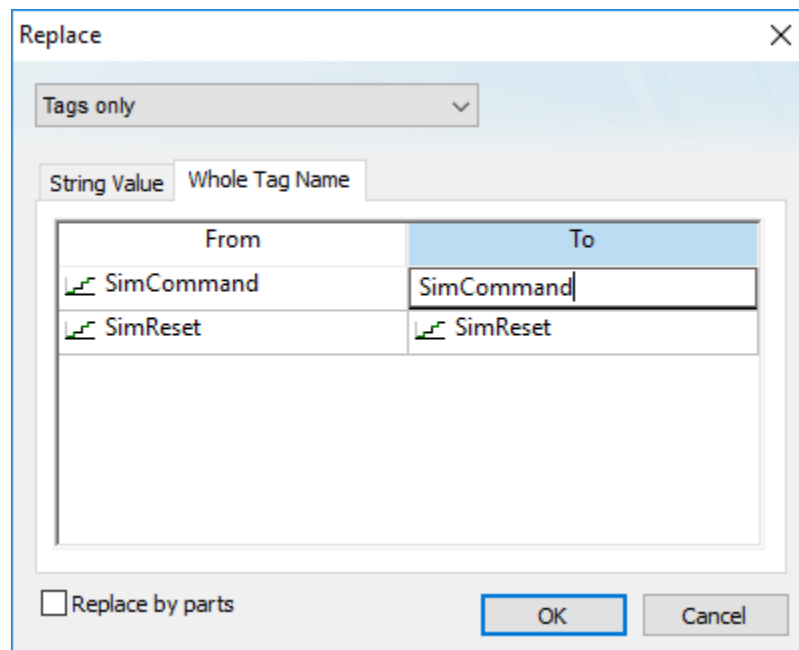 Replace
Tags only
String Value Whole Tag Name
From To
SimCommand SimCommand
SimReset SimReset
Replace by parts
OK Cancel